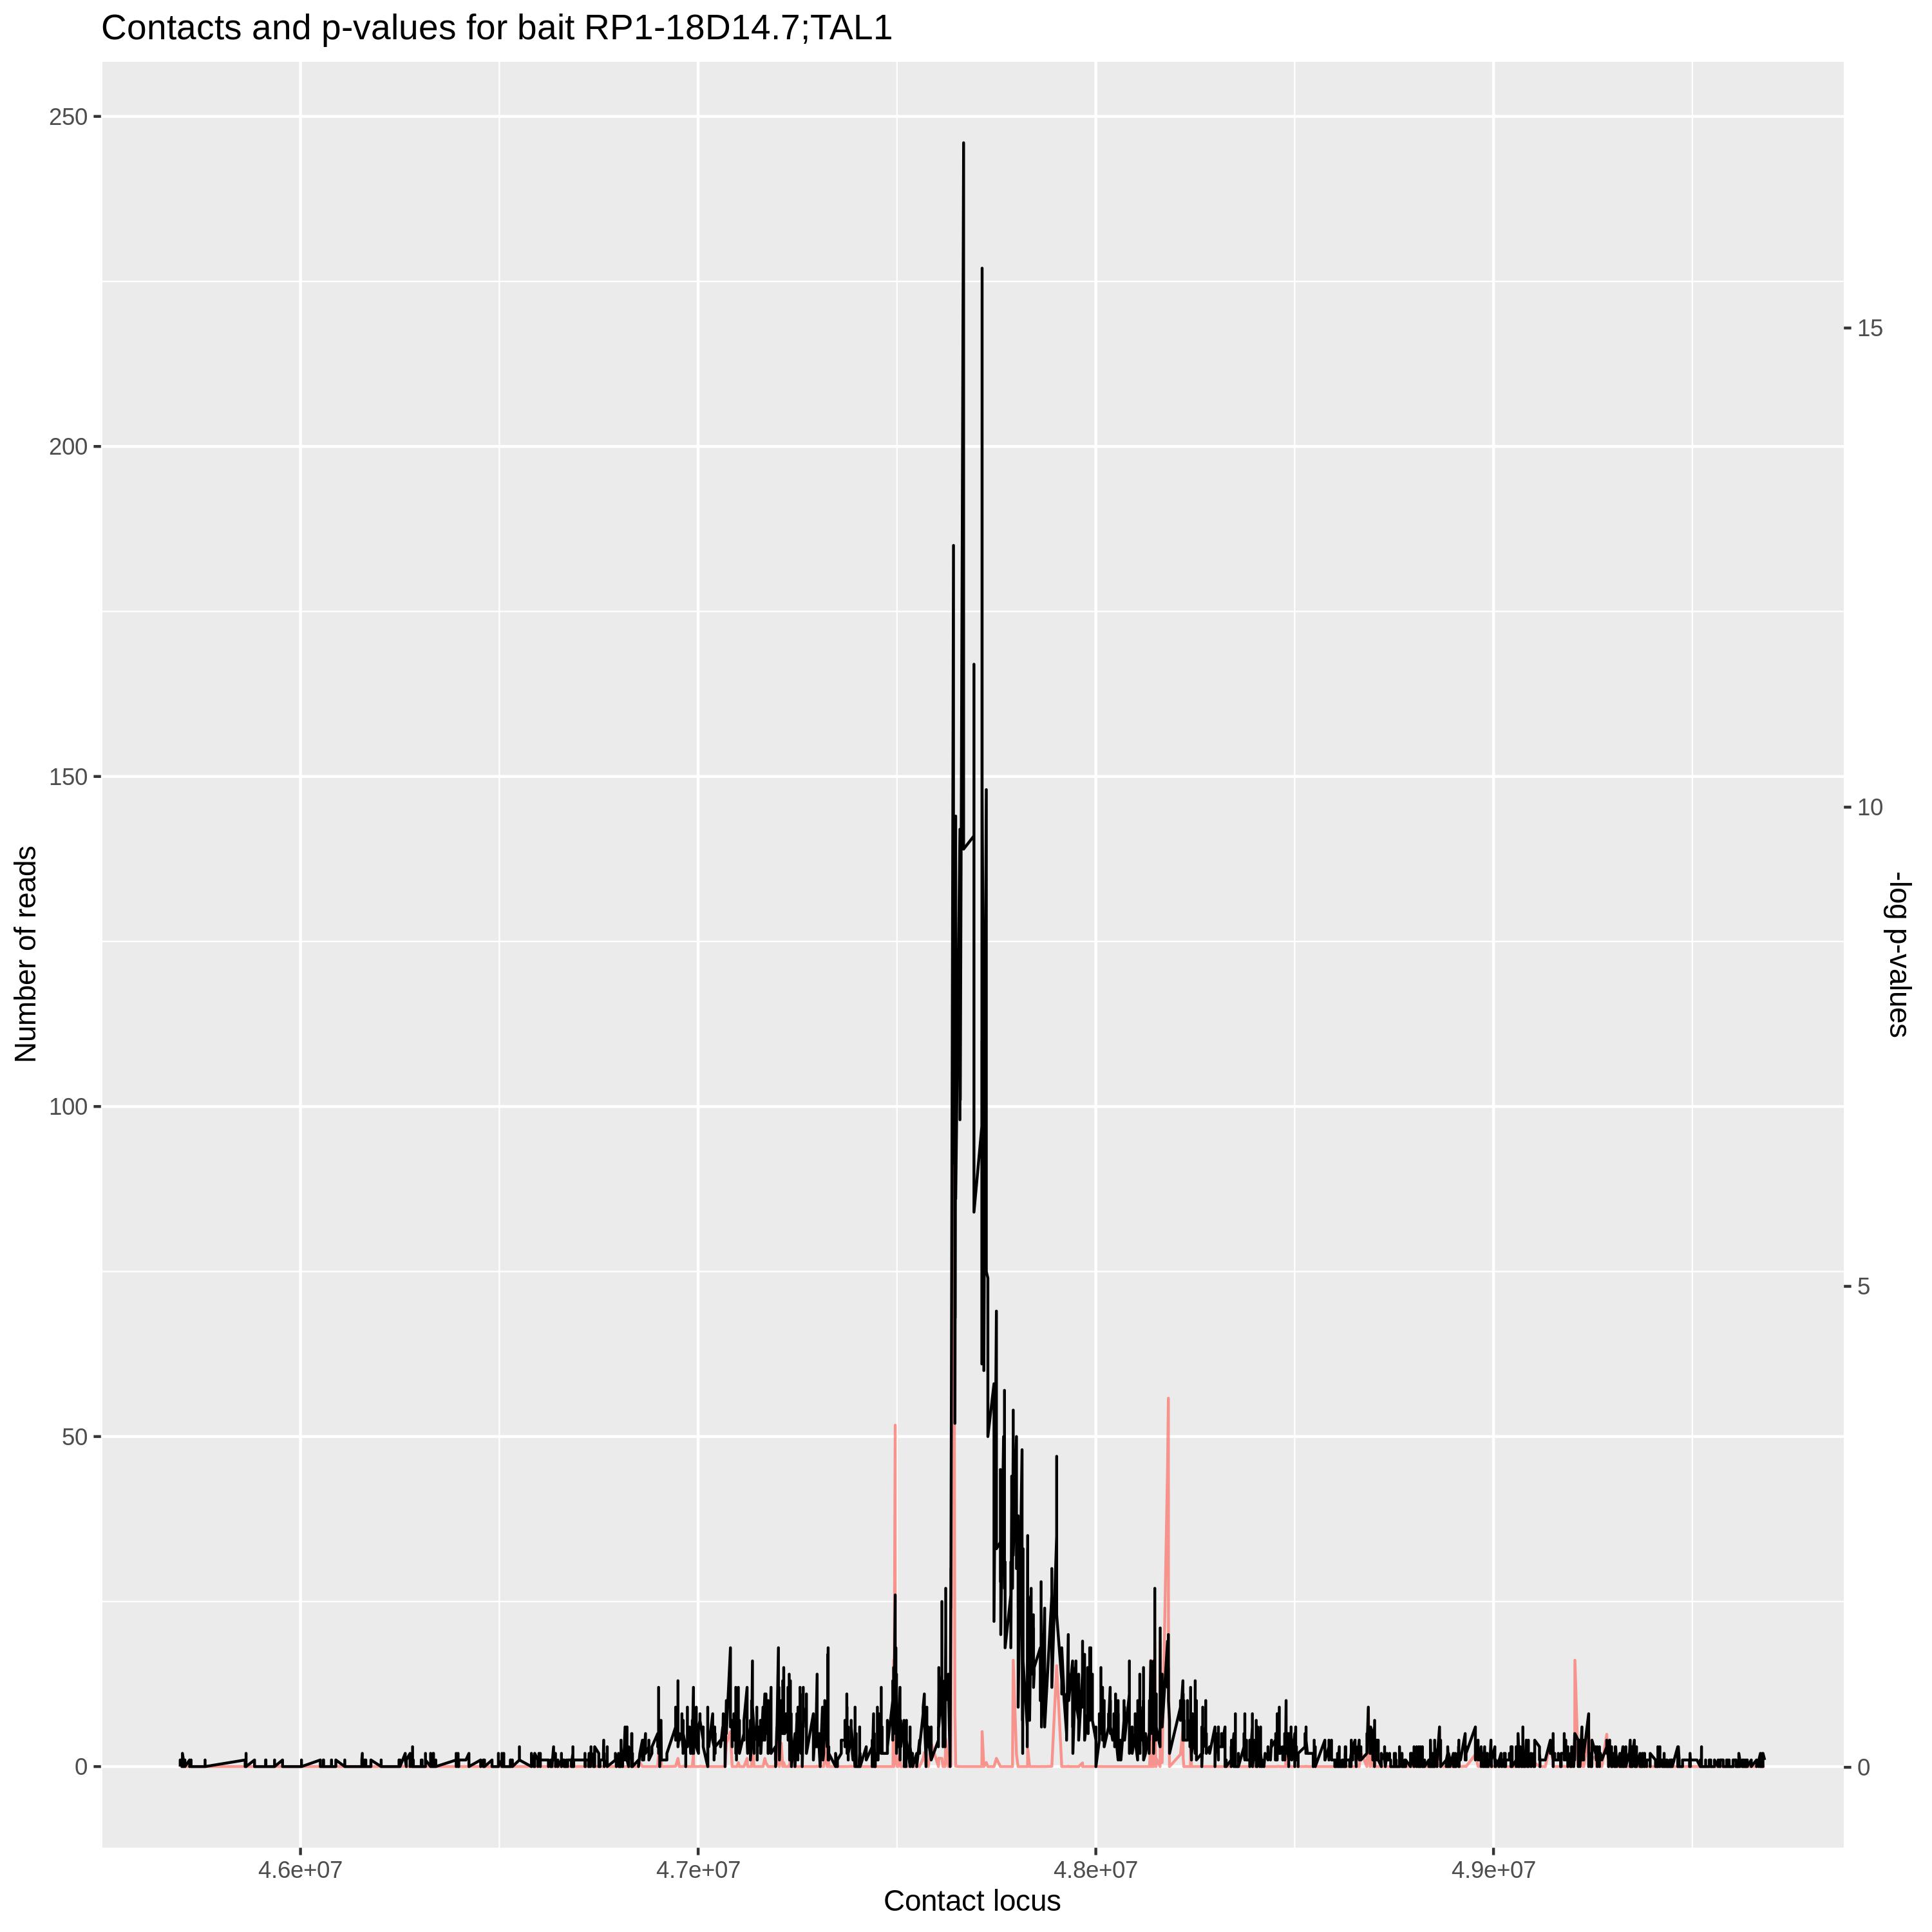 Contacts and p-values for bait RP1-18D14.7;TAL1
250
200
150
100
50
0
Number of reads
15
10
5
0
-log p-values
4.6e+07 4.7e+07 4.8e+07 4.9e+07
Contact locus